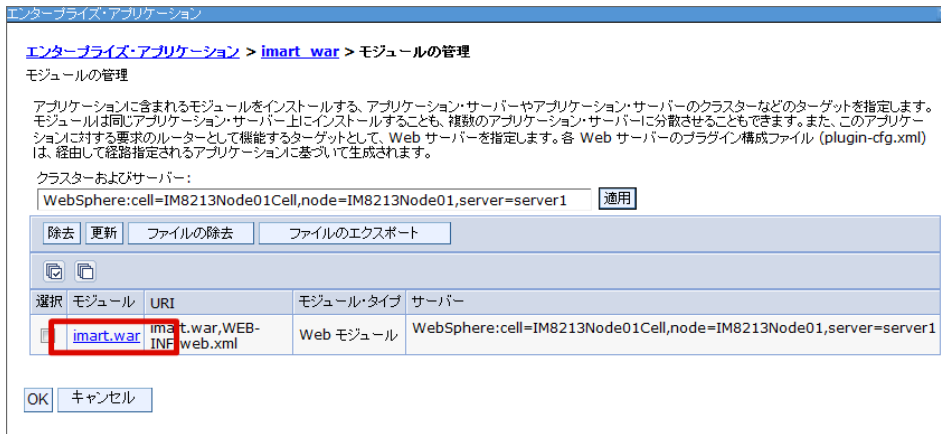 エンタープライズ・アプリケーション
エンタープライズ・アプリケーション > imart_war > モジュールの管理
モジュールの管理
アプリケーションに含まれるモジュールをインストールする、アプリケーション・サーバーやアプリケーション・サーバーのクラスターなどのターゲットを指定します。
モジュールは同じアプリケーション・サーバー上にインストールすることも、複数のアプリケーション・サーバーに分散させることもできます。また、このアプリケー
ションに対する要求のルーターとして機能するターゲットとして、Web サーバーを指定します。各 Web サーバーのプラグイン構成ファイル (plugin-cfg.xml)
は、経由して経路指定されるアプリケーションに基づいて生成されます。
クラスターおよびサーバー:
WebSphere:cell=IM8213Node01Cell,node=IM8213Node01,server=server1 適用
除去 更新 ファイルの除去 ファイルのエクスポート
選択 モジュール URI モジュール・タイプ サーバー
imart.war imart.war,WEB-INF/web.xml Web モジュール WebSphere:cell=IM8213Node01Cell,node=IM8213Node01,server=server1
OK キャンセル